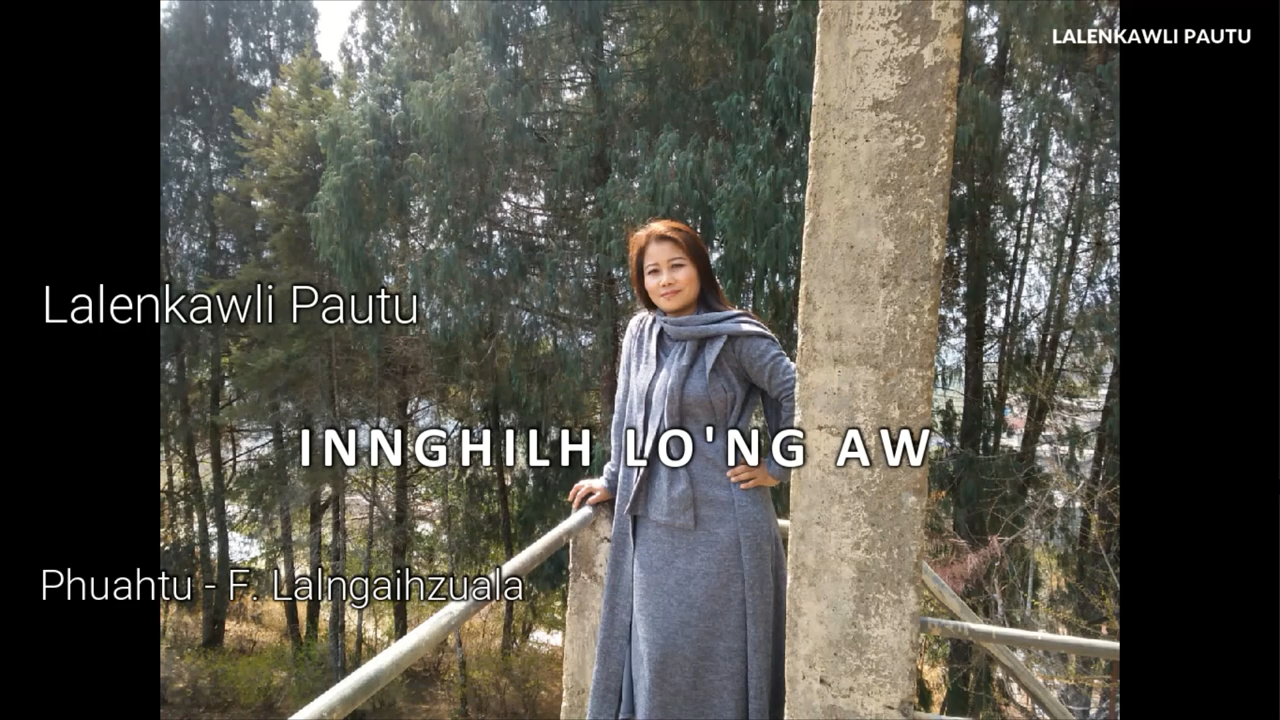 LALENKAWLI PAUTU
Lalenkawli Pautu
INNGHILH LO'NG AW
Phuahtu - F. Lalngaihzuala